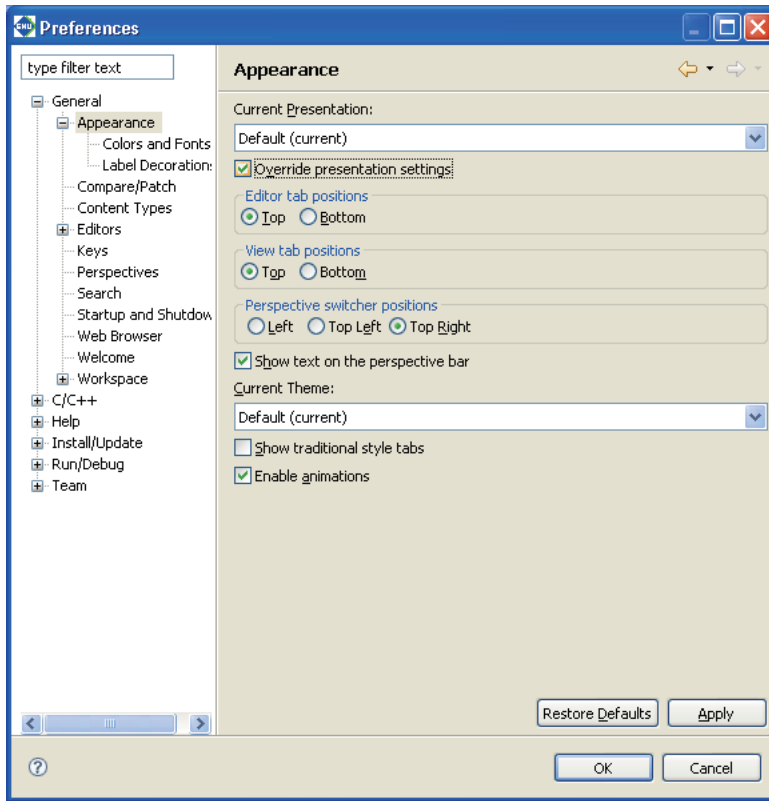 GNU Preferences
type filter text
General
Appearance
Colors and Fonts
Label Decoration
Compare/Patch
Content Types
Editors
Keys
Perspectives
Search
Startup and Shutdow
Web Browser
Welcome
Workspace
C/C++
Help
Install/Update
Run/Debug
Team
Appearance
Current Presentation:
Default (current)
Override presentation settings
Editor tab positions
Top Bottom
View tab positions
Top Bottom
Perspective switcher positions
Left Top Left Top Right
Show text on the perspective bar
Current Theme:
Default (current)
Show traditional style tabs
Enable animations
Restore Defaults Apply
? OK Cancel